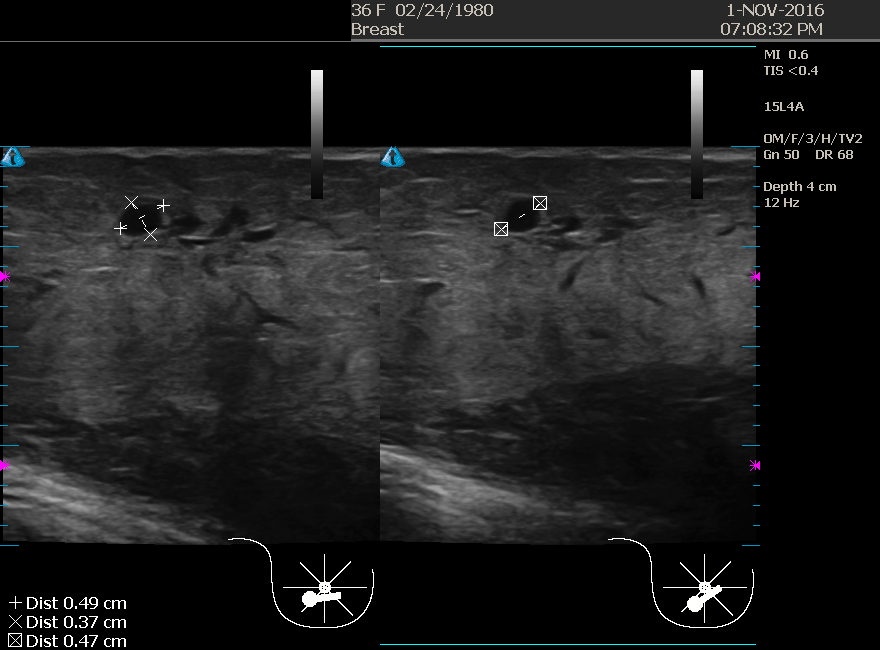 36 F 02/24/1980 1-NOV-2016
Breast 07:08:32 PM
MI 0.6
TIS <0.4
15L4A
OM/F/3/H/TV2
Gn 50 DR 68
Depth 4 cm
12 Hz
Dist 0.49 cm
Dist 0.37 cm
Dist 0.47 cm